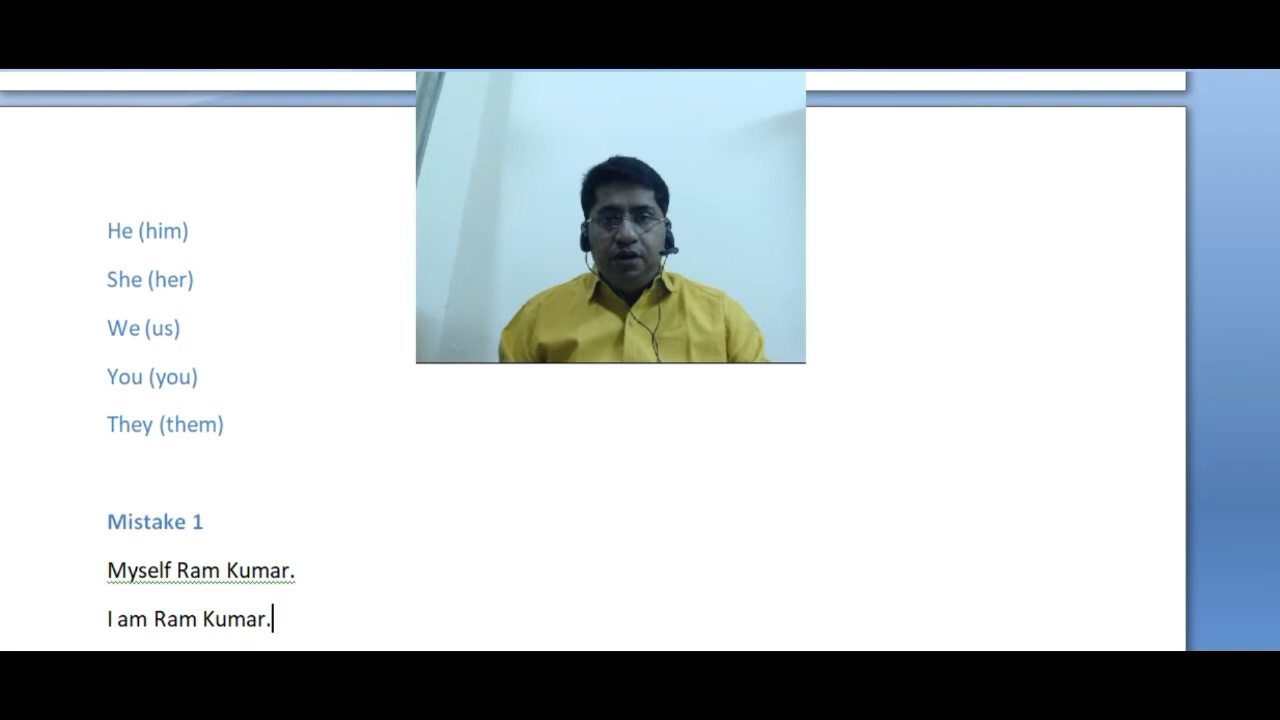 He (him)
She (her)
We (us)
You (you)
They (them)
Mistake 1
Myself Ram Kumar.
I am Ram Kumar.